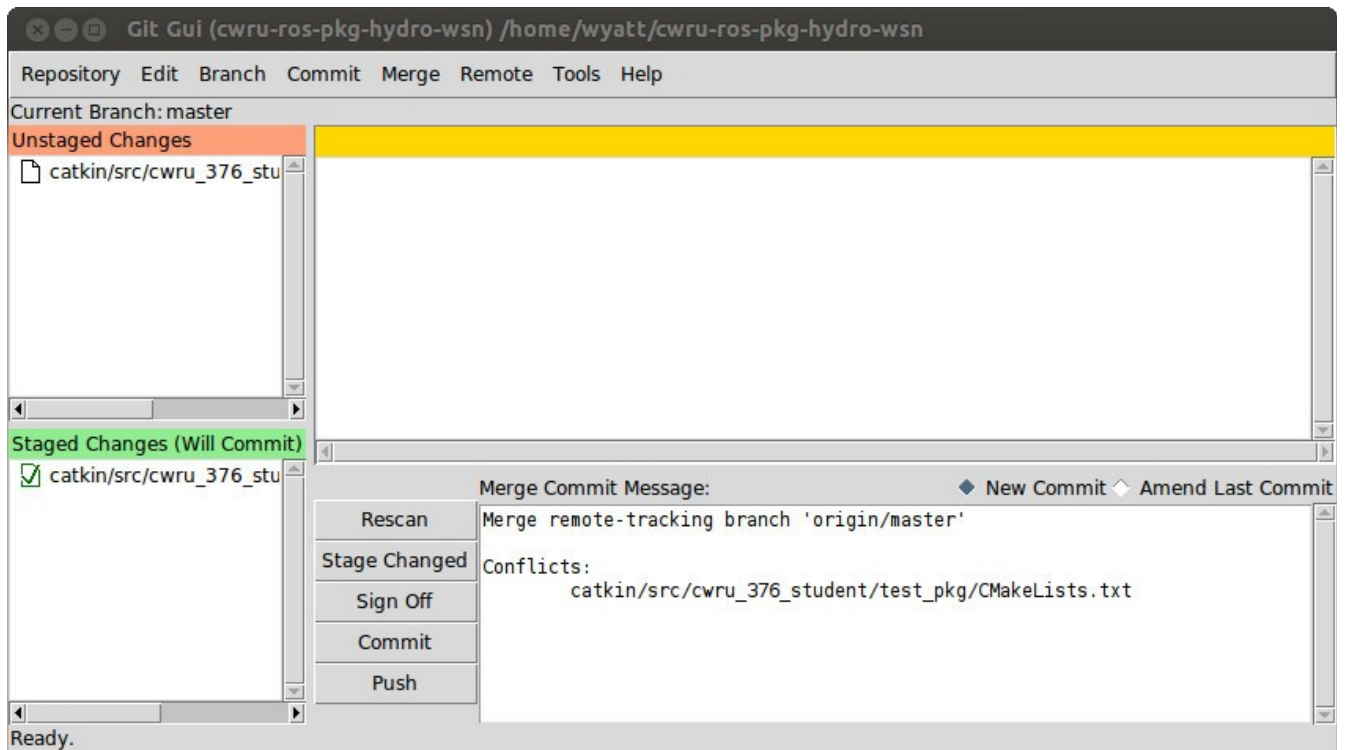 Git Gui (cwru-ros-pkg-hydro-wsn) /home/wyatt/cwru-ros-pkg-hydro-wsn
Repository Edit Branch Commit Merge Remote Tools Help
Current Branch: master
Unstaged Changes
catkin/src/cwru_376_stu
Staged Changes (Will Commit)
catkin/src/cwru_376_stu
Merge Commit Message:
New Commit Amend Last Commit
Rescan
Stage Changed
Sign Off
Commit
Push
Merge remote-tracking branch 'origin/master'
Conflicts:
catkin/src/cwru_376_student/test_pkg/CMakeLists.txt
Ready.